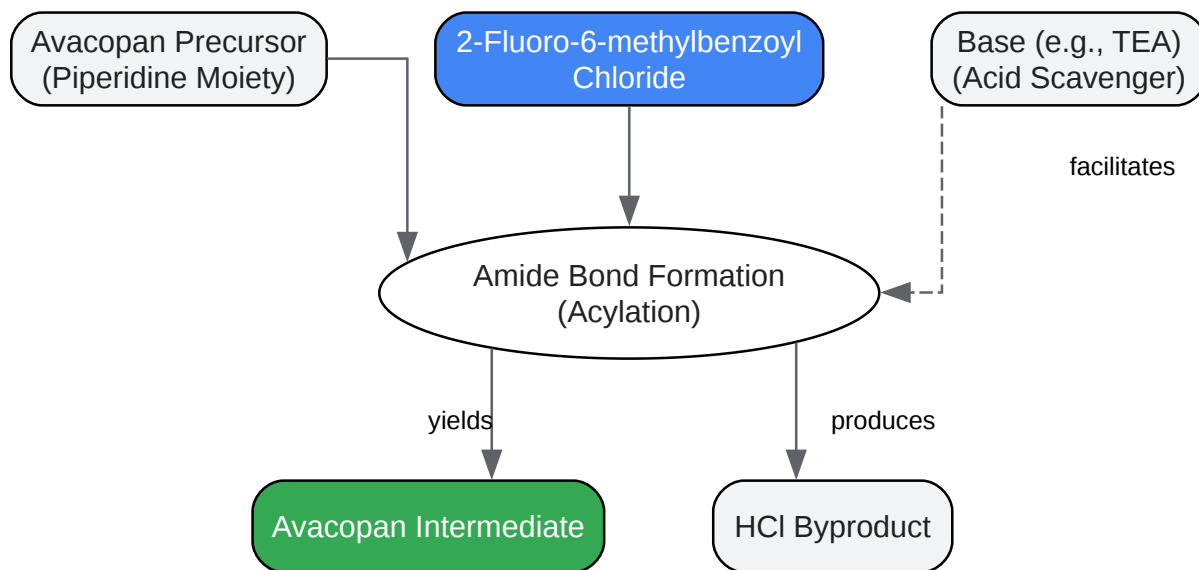 Avacopan Precursor
(Piperidine Moiety)
2-Fluoro-6-methylbenzoyl
Chloride
Base (e.g., TEA)
(Acid Scavenger)
facilitates
Amide Bond Formation
(Acylation)
yields
produces
Avacopan Intermediate
HCl Byproduct